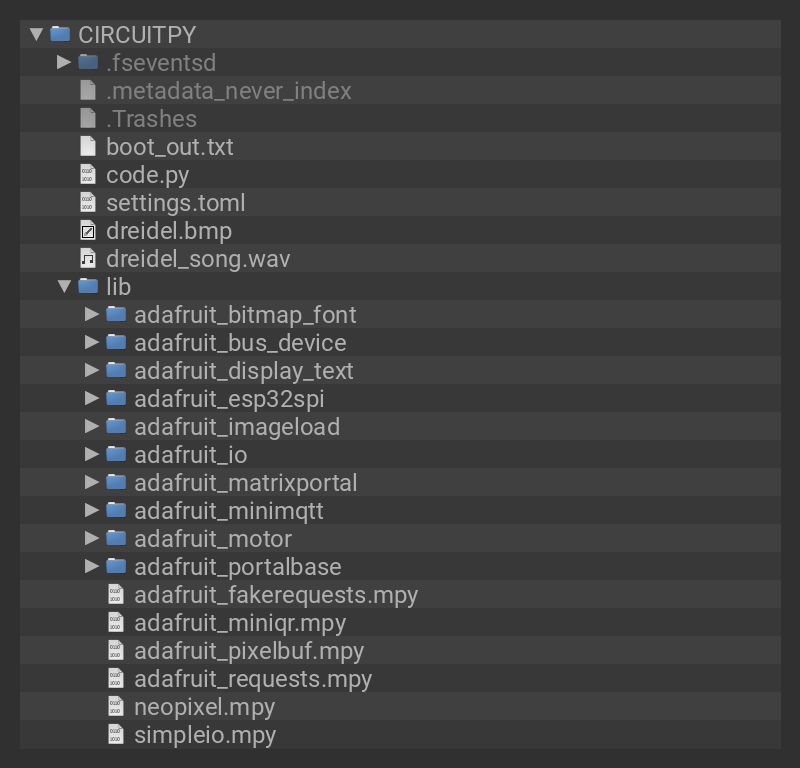 CIRCUITPY
.fseventsd
.metadata_never_index
.Trashes
boot_out.txt
code.py
settings.toml
dreidel.bmp
dreidel_song.wav
lib
adafruit_bitmap_font
adafruit_bus_device
adafruit_display_text
adafruit_esp32spi
adafruit_imageload
adafruit_io
adafruit_matrixportal
adafruit_minimqtt
adafruit_motor
adafruit_portalbase
adafruit_fakerequests.mpy
adafruit_miniqr.mpy
adafruit_pixelbuf.mpy
adafruit_requests.mpy
neopixel.mpy
simpleio.mpy